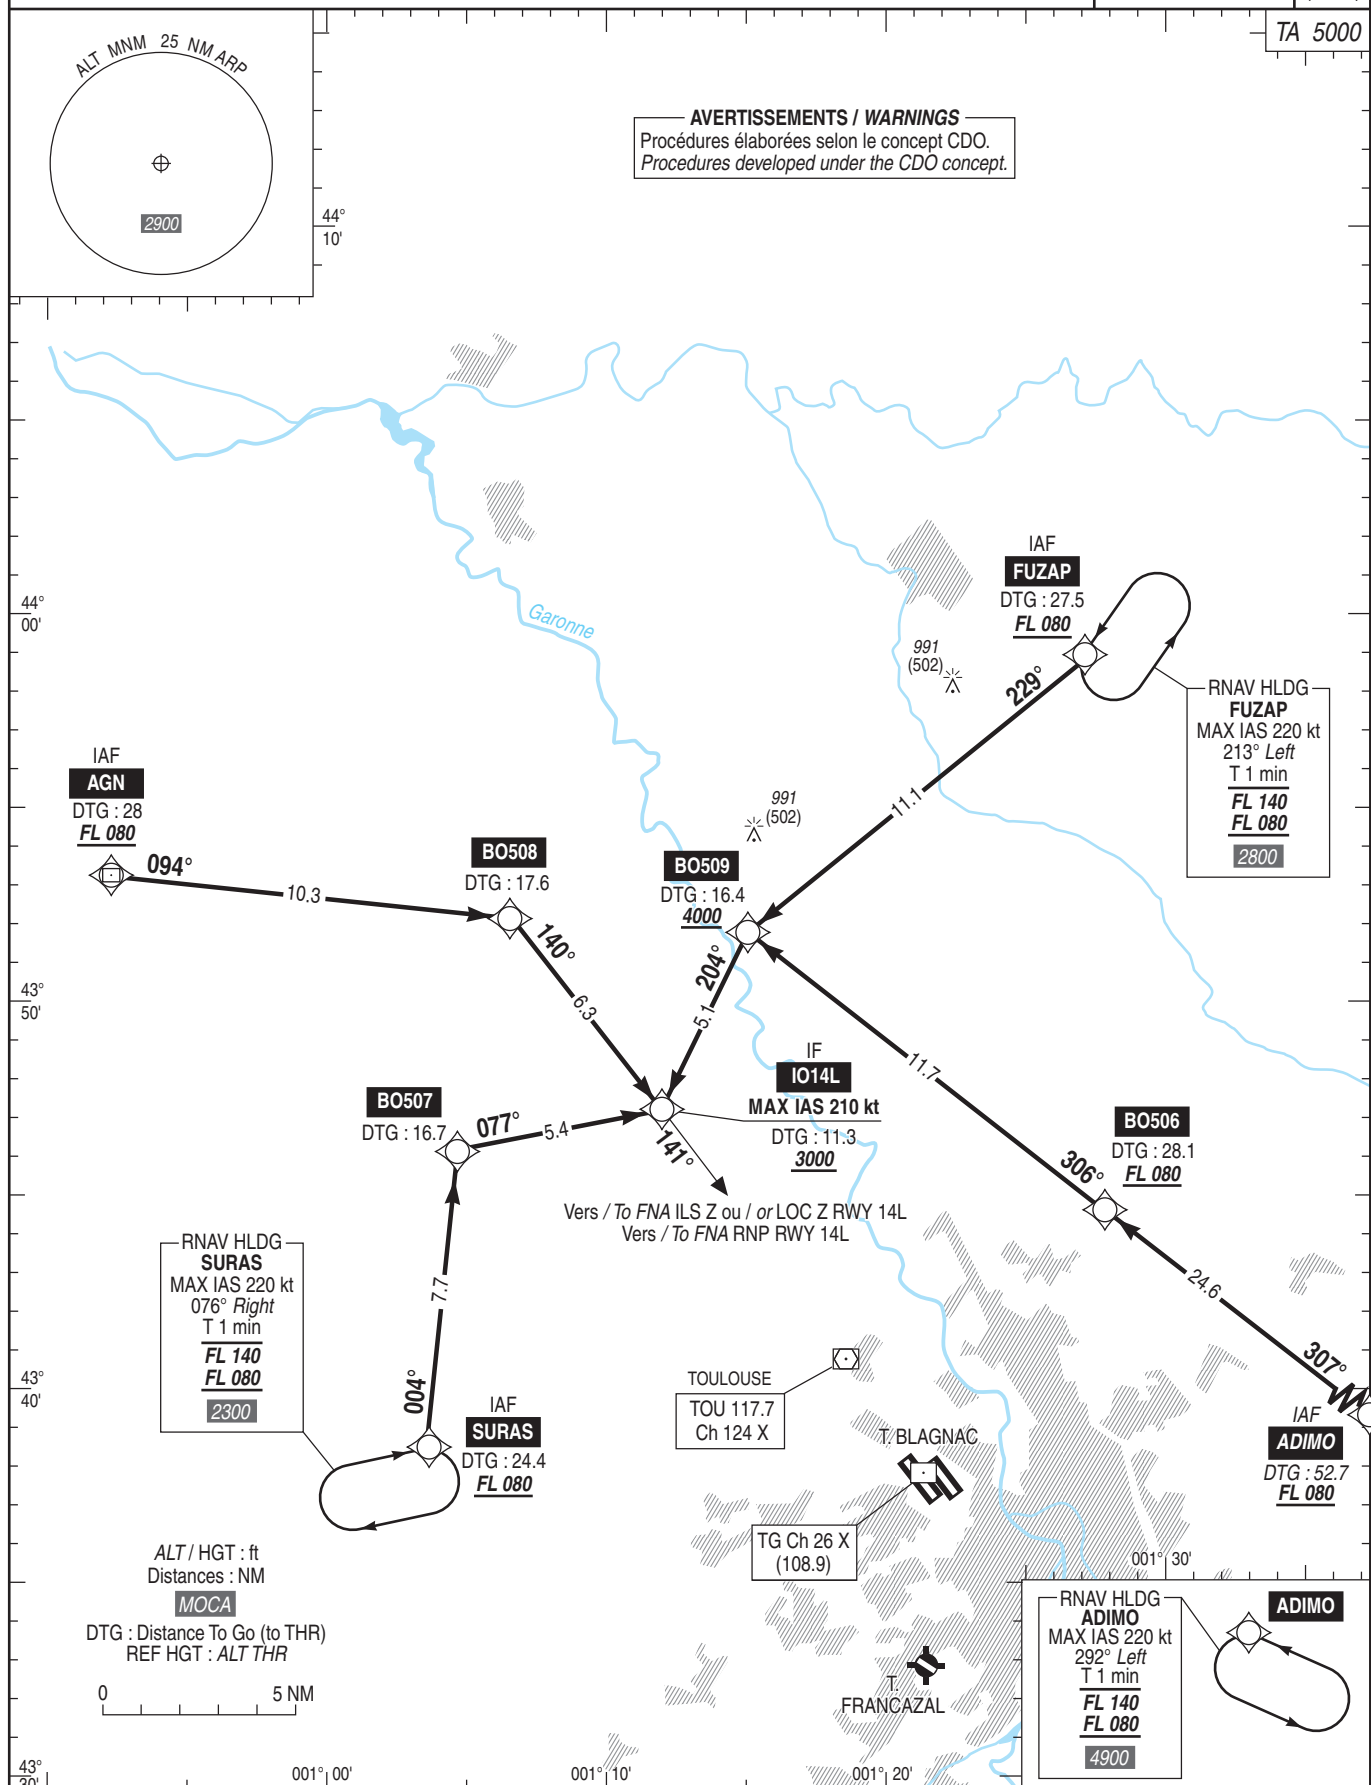 TA 5000
ALT MNM 25 NM ARP
2900
44°
10'
AVERTISSEMENTS / WARNINGS
Procédures élaborées selon le concept CDO.
Procedures developed under the CDO concept.
IAF
FUZAP
DTG : 27.5
FL 080
44°
00'
Garonne
991
(502)
229°
RNAV HLDG
FUZAP
MAX IAS 220 kt
213° Left
T 1 min
FL 140
FL 080
2800
11.1
IAF
AGN
DTG : 28
FL 080
094°
10.3
991
(502)
BO508
DTG : 17.6
BO509
DTG : 16.4
4000
140°
204°
6.3
5.1
43°
50'
IF
IO14L
MAX IAS 210 kt
DTG : 11.3
3000
11.7
BO507
DTG : 16.7
077°
5.4
141°
BO506
DTG : 28.1
FL 080
306°
Vers / To FNA ILS Z ou / or LOC Z RWY 14L
Vers / To FNA RNP RWY 14L
RNAV HLDG
SURAS
MAX IAS 220 kt
076° Right
T 1 min
FL 140
FL 080
2300
7.7
24.6
307°
43°
40'
004°
IAF
SURAS
DTG : 24.4
FL 080
TOULOUSE
TOU 117.7
Ch 124 X
T. BLAGNAC
IAF
ADIMO
DTG : 52.7
FL 080
TG Ch 26 X
(108.9)
001° 30'
ALT / HGT : ft
Distances : NM
MOCA
DTG : Distance To Go (to THR)
REF HGT : ALT THR
0 5 NM
T.
FRANCAZAL
RNAV HLDG
ADIMO
MAX IAS 220 kt
292° Left
T 1 min
FL 140
FL 080
4900
ADIMO
43°
30'
001° 00'
001° 10'
001° 20'